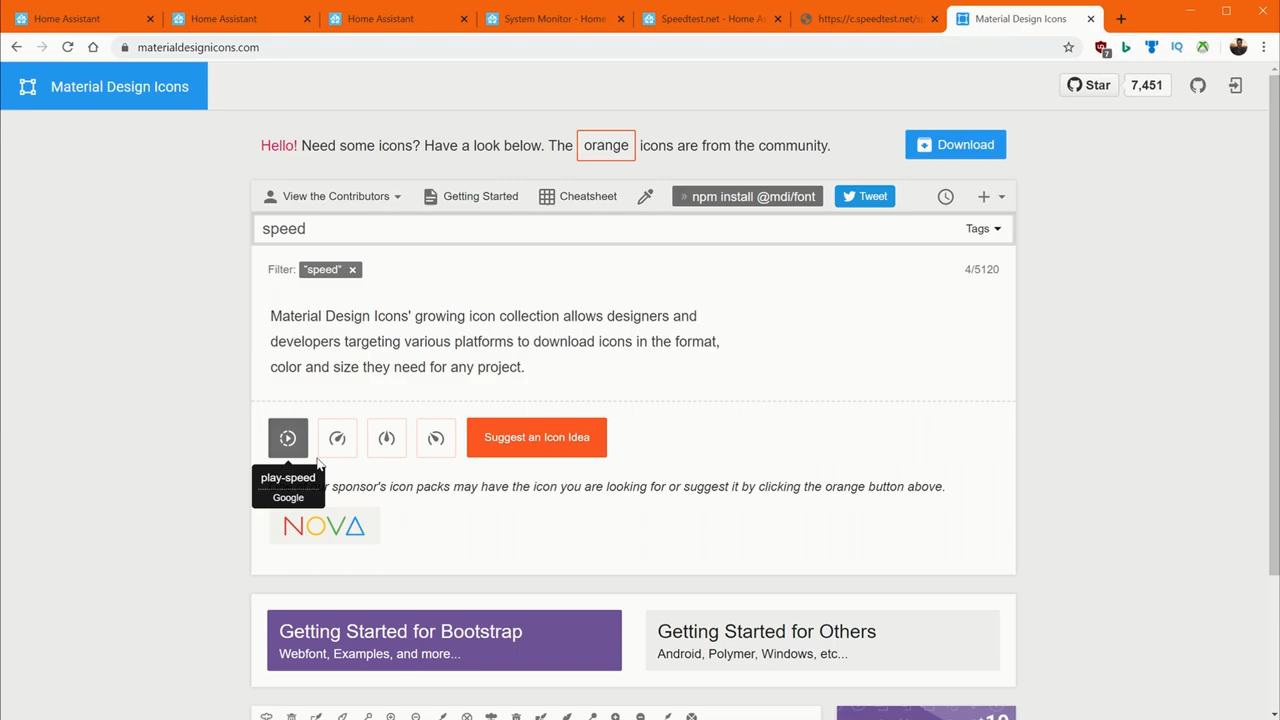 Home Assistant
Home Assistant
Home Assistant
System Monitor - Home
Speedtest.net - Home As
https://c.speedtest.net/s
Material Design Icons
materialdesignicons.com
7
IQ
Material Design Icons
Star
7,451
Hello! Need some icons? Have a look below. The orange icons are from the community.
Download
View the Contributors
Getting Started
Cheatsheet
» npm install @mdi/font
Tweet
speed
Tags
Filter: "speed" ×
4/5120
Material Design Icons' growing icon collection allows designers and
developers targeting various platforms to download icons in the format,
color and size they need for any project.
Suggest an Icon Idea
play-speed
Google
sponsor's icon packs may have the icon you are looking for or suggest it by clicking the orange button above.
NOVA
Getting Started for Bootstrap
Webfont, Examples, and more...
Getting Started for Others
Android, Polymer, Windows, etc...